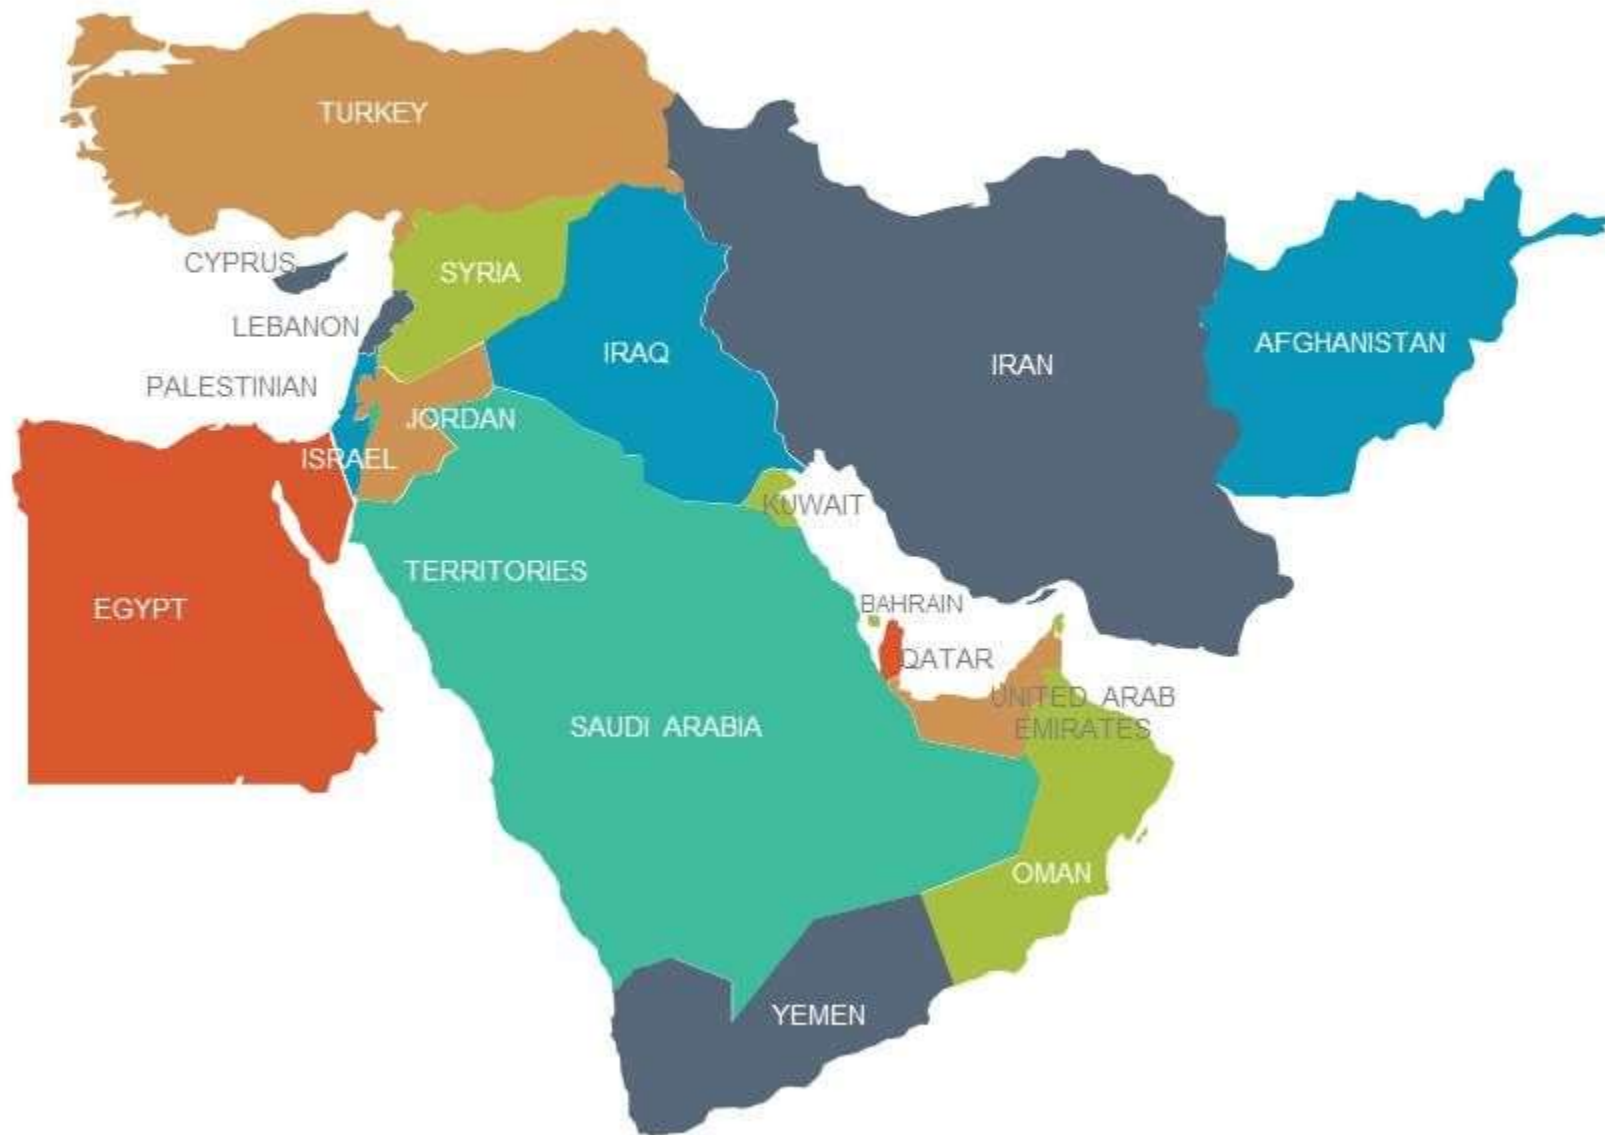 TURKEY
CYPRUS
SYRIA
LEBANON
IRAQ
AFGHANISTAN
IRAN
PALESTINIAN
JORDAN
ISRAEL
KUWAIT
TERRITORIES
EGYPT
BAHRAIN
QATAR
UNITED ARAB
EMIRATES
SAUDI ARABIA
OMAN
YEMEN